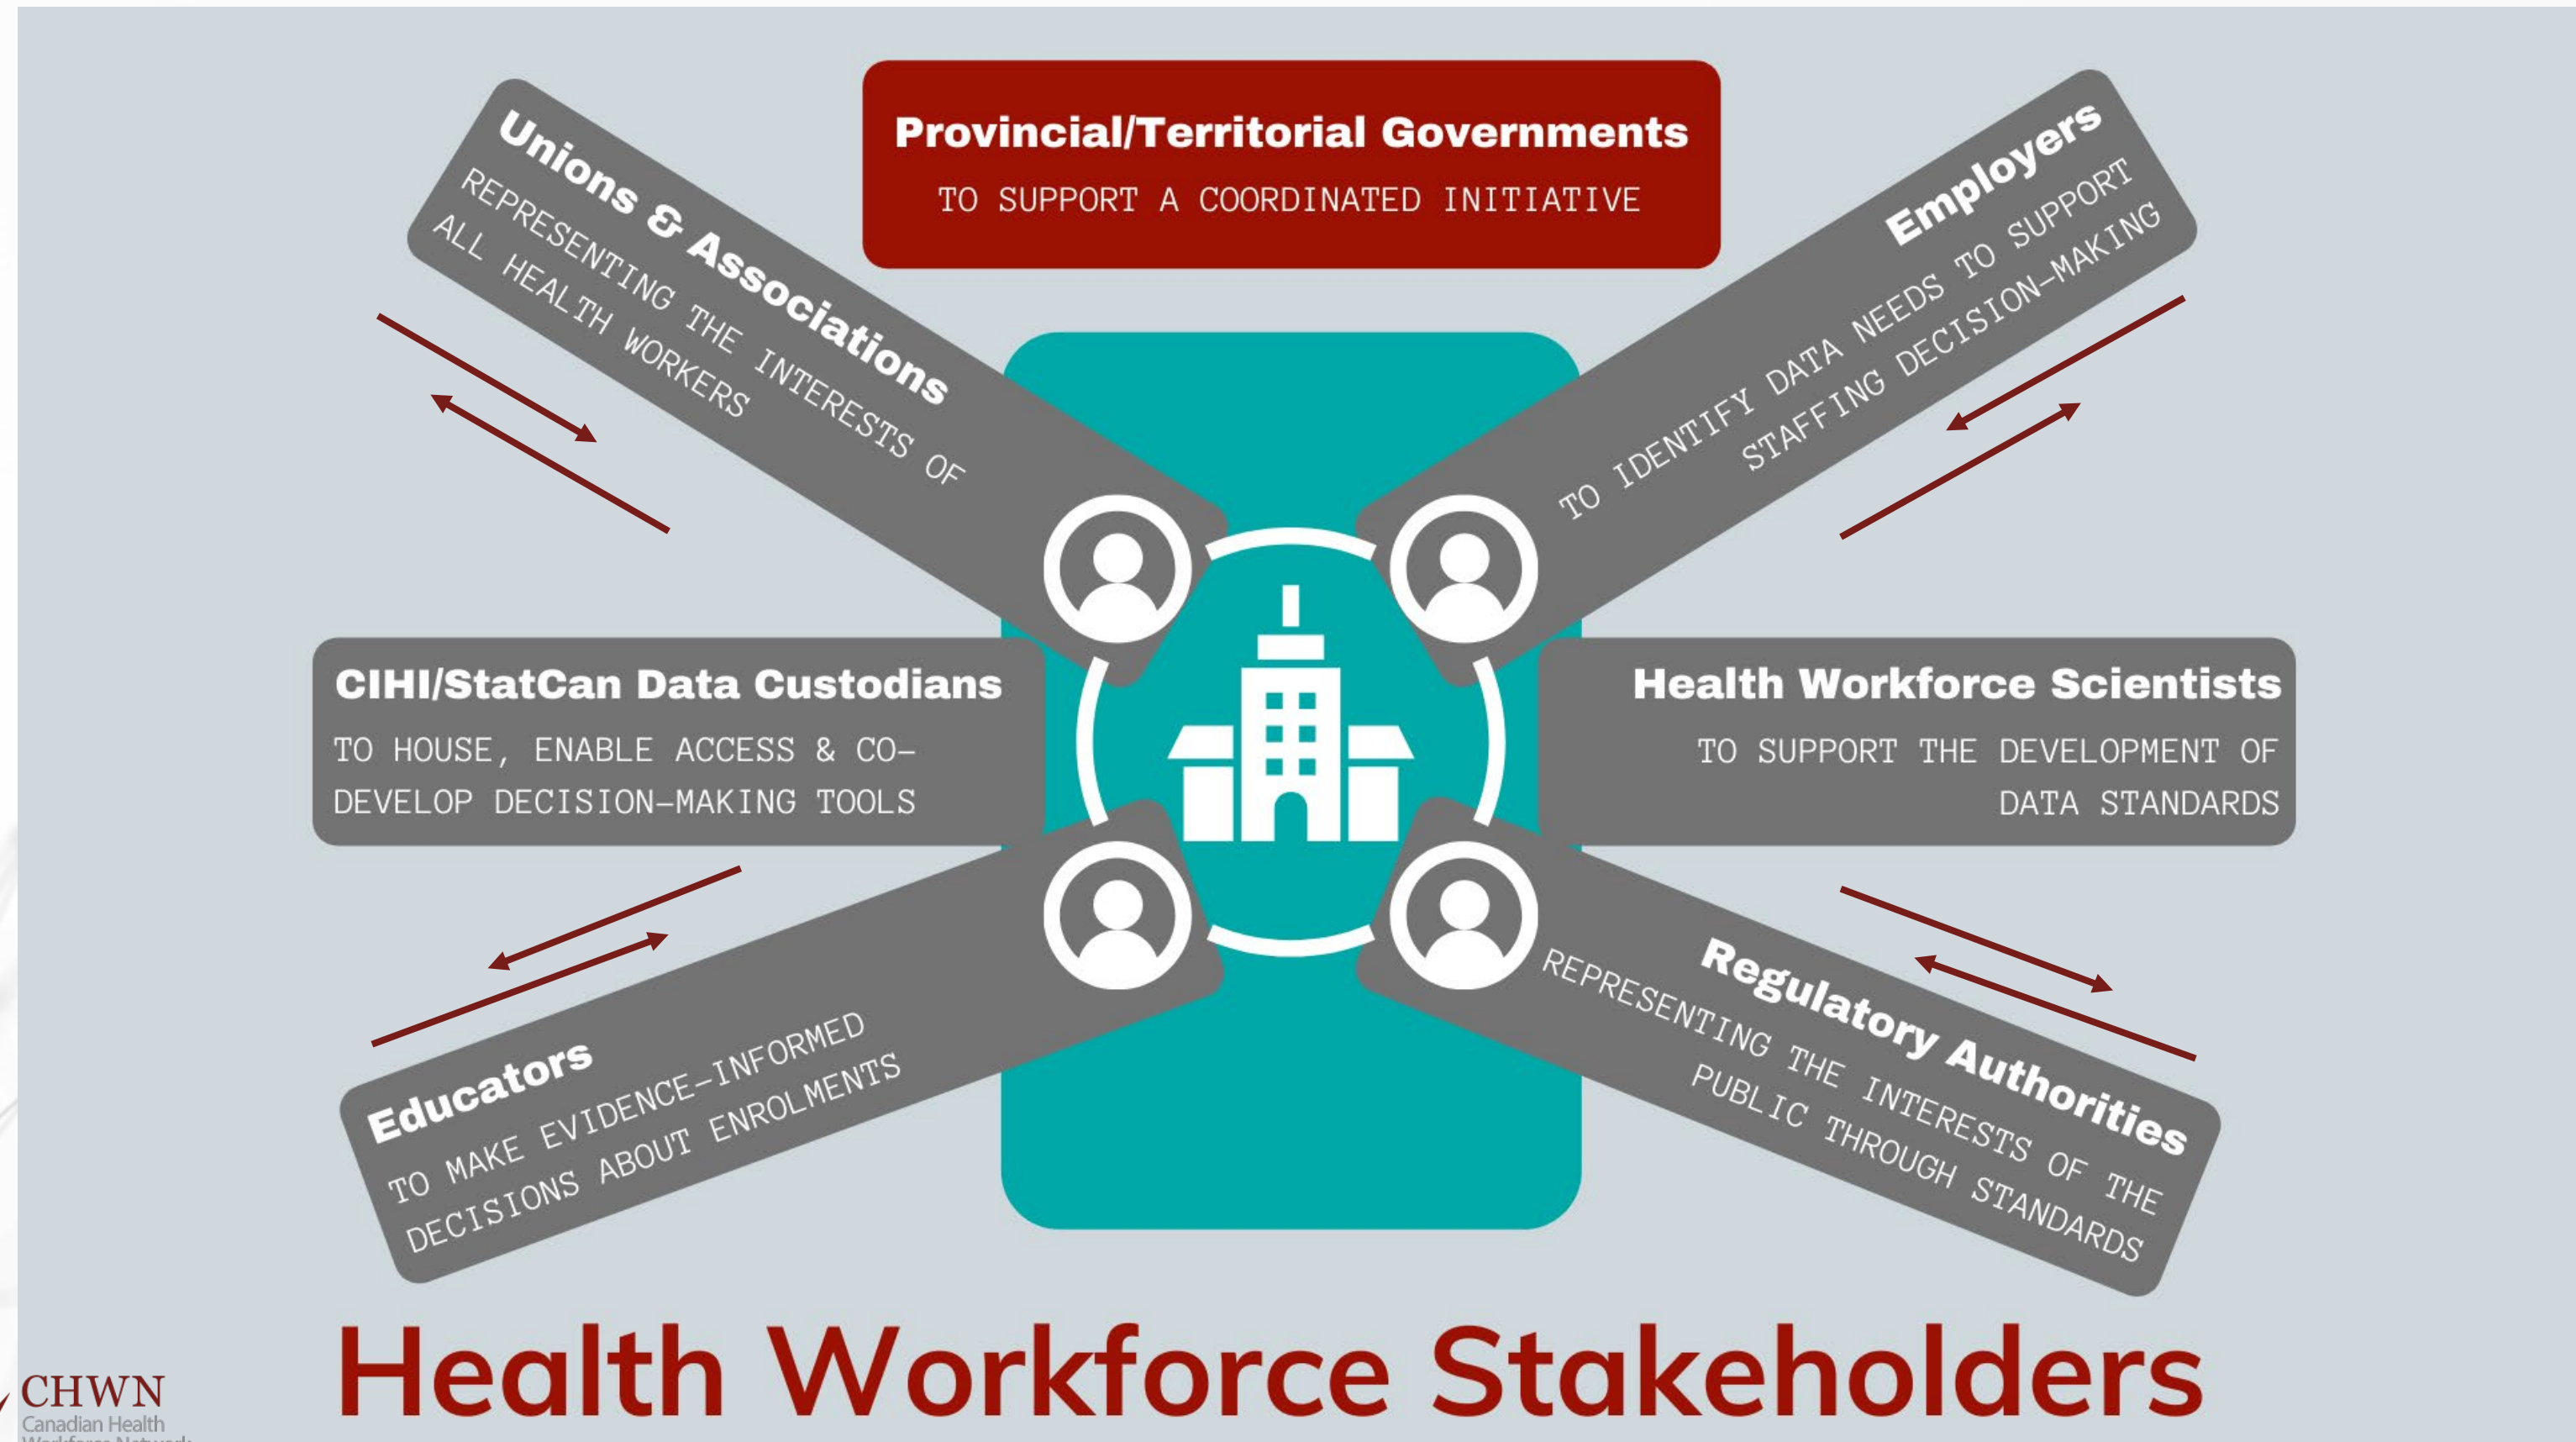 Provincial/Territorial Governments
TO SUPPORT A COORDINATED INITIATIVE
Unions & Associations
REPRESENTING THE INTERESTS OF
ALL HEALTH WORKERS
Employers
TO IDENTIFY DATA NEEDS TO SUPPORT
STAFFING DECISION-MAKING
CIHI/StatCan Data Custodians
TO HOUSE, ENABLE ACCESS & CO-
DEVELOP DECISION-MAKING TOOLS
Health Workforce Scientists
TO SUPPORT THE DEVELOPMENT OF
DATA STANDARDS
Educators
TO MAKE EVIDENCE-INFORMED
DECISIONS ABOUT ENROLMENTS
Regulatory Authorities
REPRESENTING THE INTERESTS OF THE
PUBLIC THROUGH STANDARDS
Health Workforce Stakeholders
CHWN
Canadian Health
Workforce Network